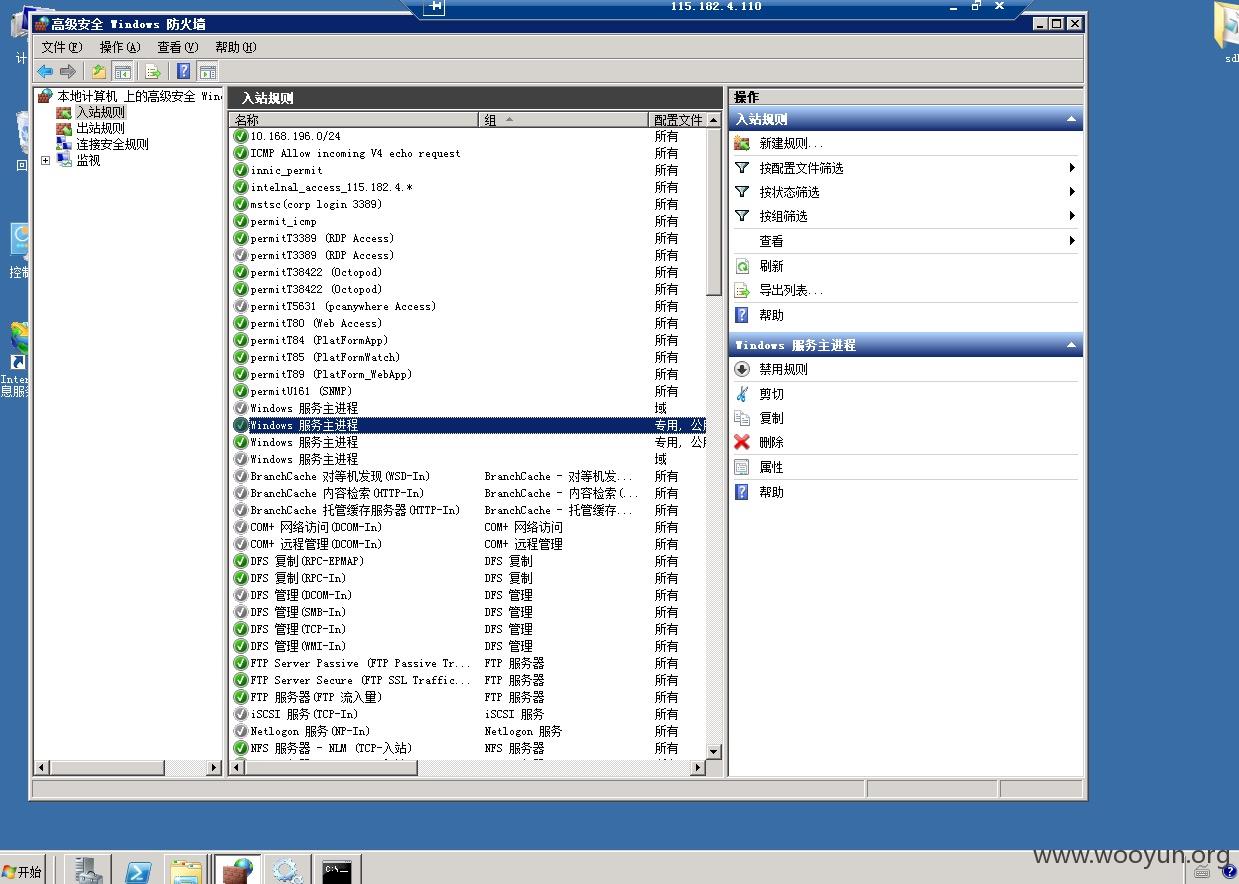 115.182.4.110
高级安全 Windows 防火墙
文件(F) 操作(A) 查看(V) 帮助(H)
本地计算机 上的高级安全 Win
入站规则
出站规则
连接安全规则
监视
入站规则
名称 组 配置文件
10.168.196.0/24 所有
ICMP Allow incoming V4 echo request 所有
innic_permit 所有
intelnal_access_115.182.4.* 所有
mstsc(corp login 3389) 所有
permit_icmp 所有
permitT3389 (RDP Access) 所有
permitT3389 (RDP Access) 所有
permitT38422 (Octopod) 所有
permitT38422 (Octopod) 所有
permitT5631 (pcanywhere Access) 所有
permitT80 (Web Access) 所有
permitT84 (PlatFormApp) 所有
permitT85 (PlatFormWatch) 所有
permitT89 (PlatForm_WebApp) 所有
permitU161 (SNMP) 所有
Windows 服务主进程 域
Windows 服务主进程 专用, 公用
Windows 服务主进程 专用, 公用
Windows 服务主进程 域
BranchCache 对等机发现(WSD-In) BranchCache - 对等机发... 所有
BranchCache 内容检索(HTTP-In) BranchCache - 内容检索(... 所有
BranchCache 托管缓存服务器(HTTP-In) BranchCache - 托管缓存... 所有
COM+ 网络访问(DCOM-In) COM+ 网络访问 所有
COM+ 远程管理(DCOM-In) COM+ 远程管理 所有
DFS 复制(RPC-EPMAP) DFS 复制 所有
DFS 复制(RPC-In) DFS 复制 所有
DFS 管理(DCOM-In) DFS 管理 所有
DFS 管理(SMB-In) DFS 管理 所有
DFS 管理(TCP-In) DFS 管理 所有
DFS 管理(WMI-In) DFS 管理 所有
FTP Server Passive (FTP Passive Tr... FTP 服务器 所有
FTP Server Secure (FTP SSL Traffic... FTP 服务器 所有
FTP 服务器(FTP 流入量) FTP 服务器 所有
iSCSI 服务(TCP-In) iSCSI 服务 所有
Netlogon 服务(NP-In) Netlogon 服务 所有
NFS 服务器 - NLM (TCP-入站) NFS 服务器 所有
操作
入站规则
新建规则...
按配置文件筛选
按状态筛选
按组筛选
查看
刷新
导出列表...
帮助
Windows 服务主进程
禁用规则
剪切
复制
删除
属性
帮助
计
回
控制
Inter
息服务
sdl
开始
C:\_
www.wooyun.org